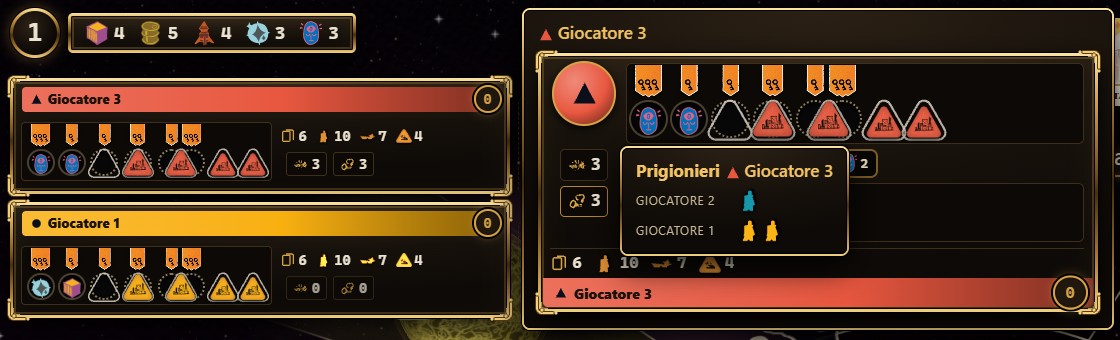 1 4 5 4 3 3
Giocatore 3 0
6 10 7 4
3 3
Giocatore 1 0
6 10 7 4
0 0
Giocatore 3
3
2
3
Prigionieri Giocatore 3
GIOCATORE 2
GIOCATORE 1
6 10 7 4
Giocatore 3 0